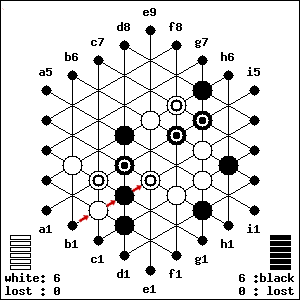 e9
d8 f8
c7 g7
b6 h6
a5 i5
a1 i1
b1 h1
c1 g1
d1 f1
e1
white: 6 6 :black
lost : 0 0 : lost